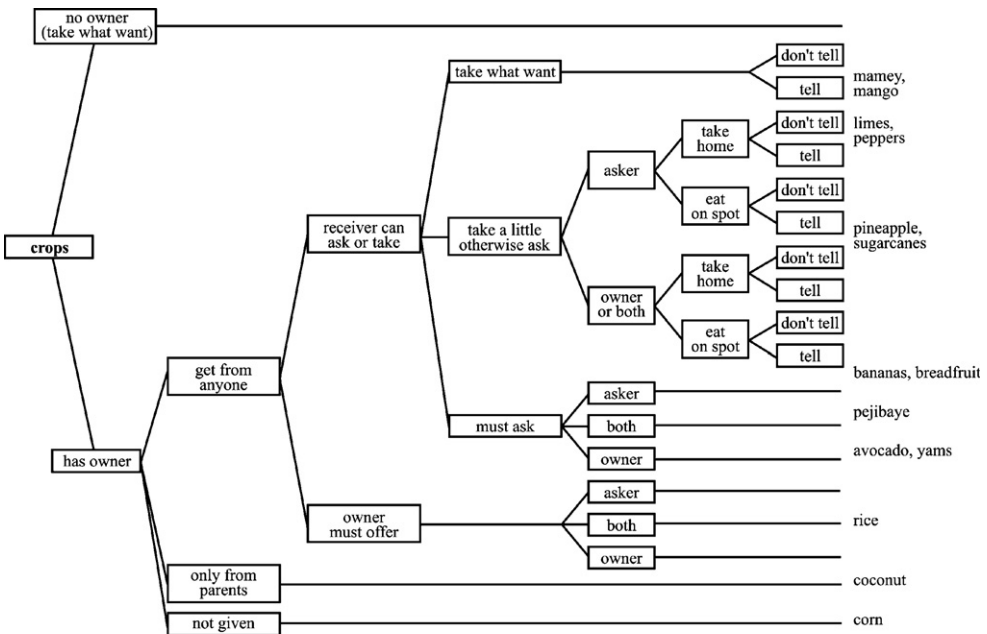 no owner
(take what want)
take what want
don't tell
tell
mamey,
mango
take
home
don't tell
tell
limes,
peppers
asker
eat
on spot
don't tell
tell
receiver can
ask or take
take a little
otherwise ask
pineapple,
sugarcanes
crops
owner
or both
take
home
don't tell
tell
eat
on spot
don't tell
tell
get from
anyone
bananas, breadfruit
must ask
asker
both
owner
pejibaye
avocado, yams
has owner
owner
must offer
asker
both
owner
rice
only from
parents
coconut
not given
corn